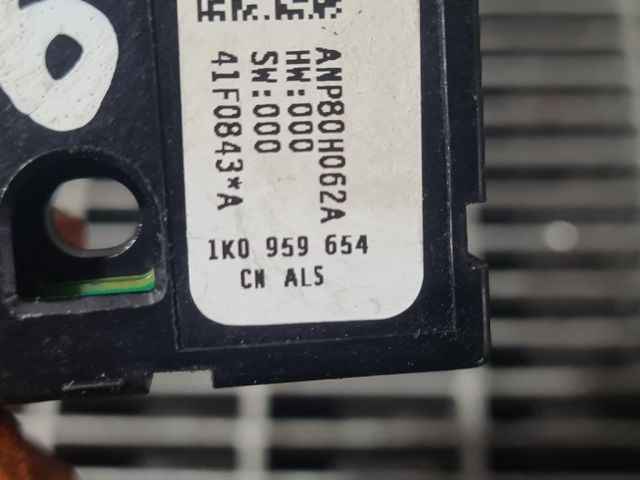 ANP80H062A
HW:000
SW:000
41F0843*A
1K0 959 654
CN ALS